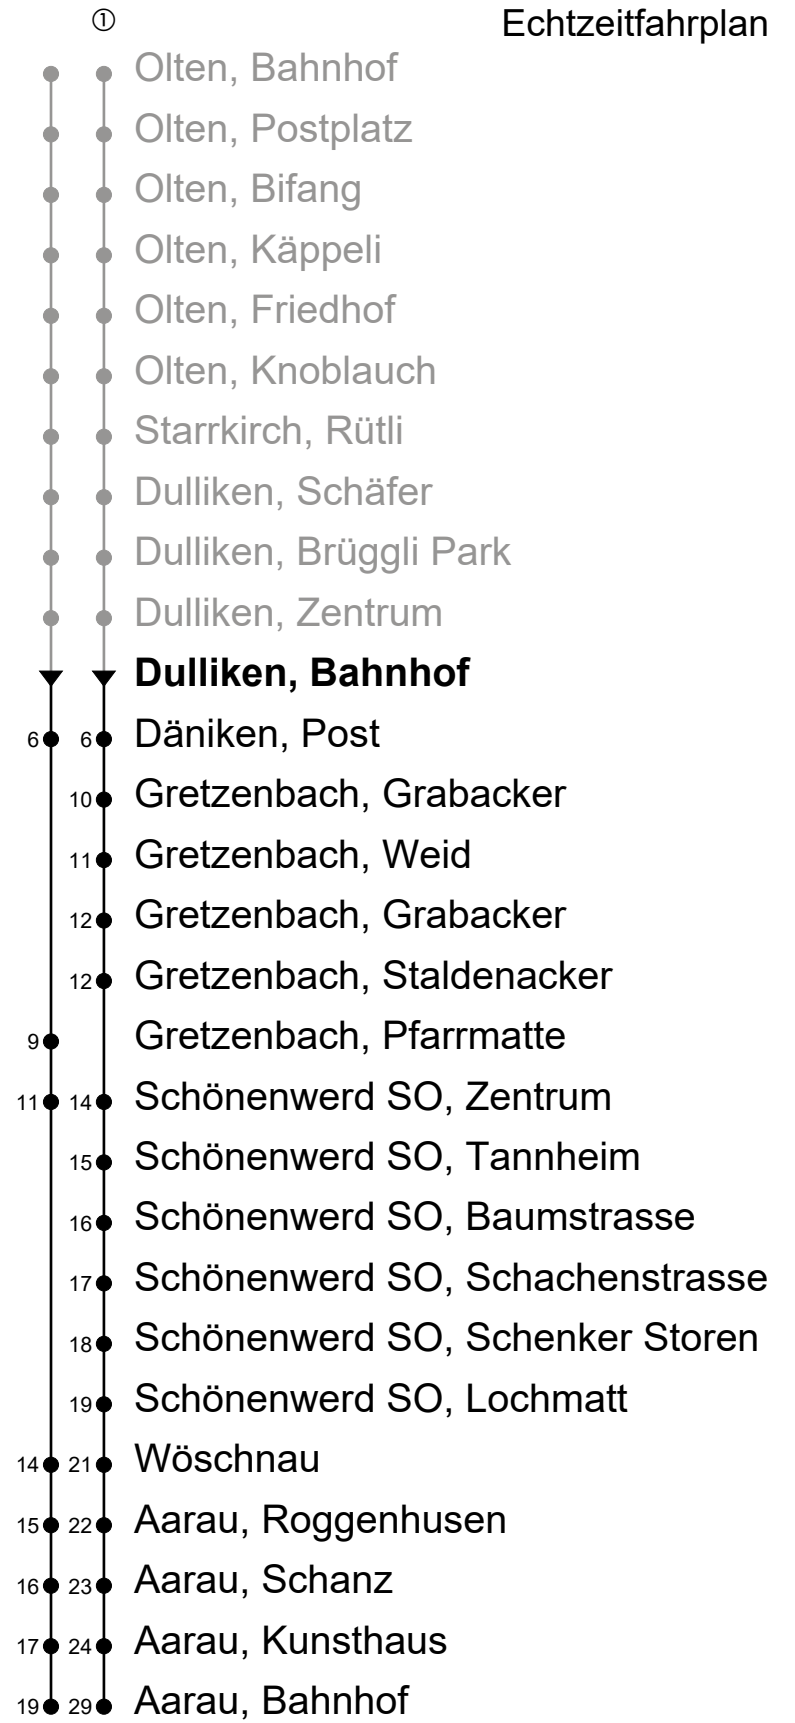 ① Echtzeitfahrplan
Olten, Bahnhof
Olten, Postplatz
Olten, Bifang
Olten, Käppeli
Olten, Friedhof
Olten, Knoblauch
Starrkirch, Rütli
Dulliken, Schäfer
Dulliken, Brüggli Park
Dulliken, Zentrum
Dulliken, Bahnhof
6 6 Däniken, Post
10 Gretzenbach, Grabacker
11 Gretzenbach, Weid
12 Gretzenbach, Grabacker
12 Gretzenbach, Staldenacker
9 Gretzenbach, Pfarrmatte
11 14 Schönenwerd SO, Zentrum
15 Schönenwerd SO, Tannheim
16 Schönenwerd SO, Baumstrasse
17 Schönenwerd SO, Schachenstrasse
18 Schönenwerd SO, Schenker Storen
19 Schönenwerd SO, Lochmatt
14 21 Wöschnau
15 22 Aarau, Roggenhusen
16 23 Aarau, Schanz
17 24 Aarau, Kunsthaus
19 29 Aarau, Bahnhof